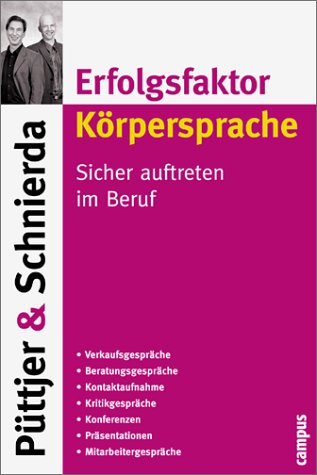 Erfolgsfaktor
Körpersprache
Sicher auftreten
im Beruf
Püttjer & Schnierda
• Verkaufsgespräche
• Beratungsgespräche
• Kontaktaufnahme
• Kritikgespräche
• Konferenzen
• Präsentationen
• Mitarbeitergespräche
campus